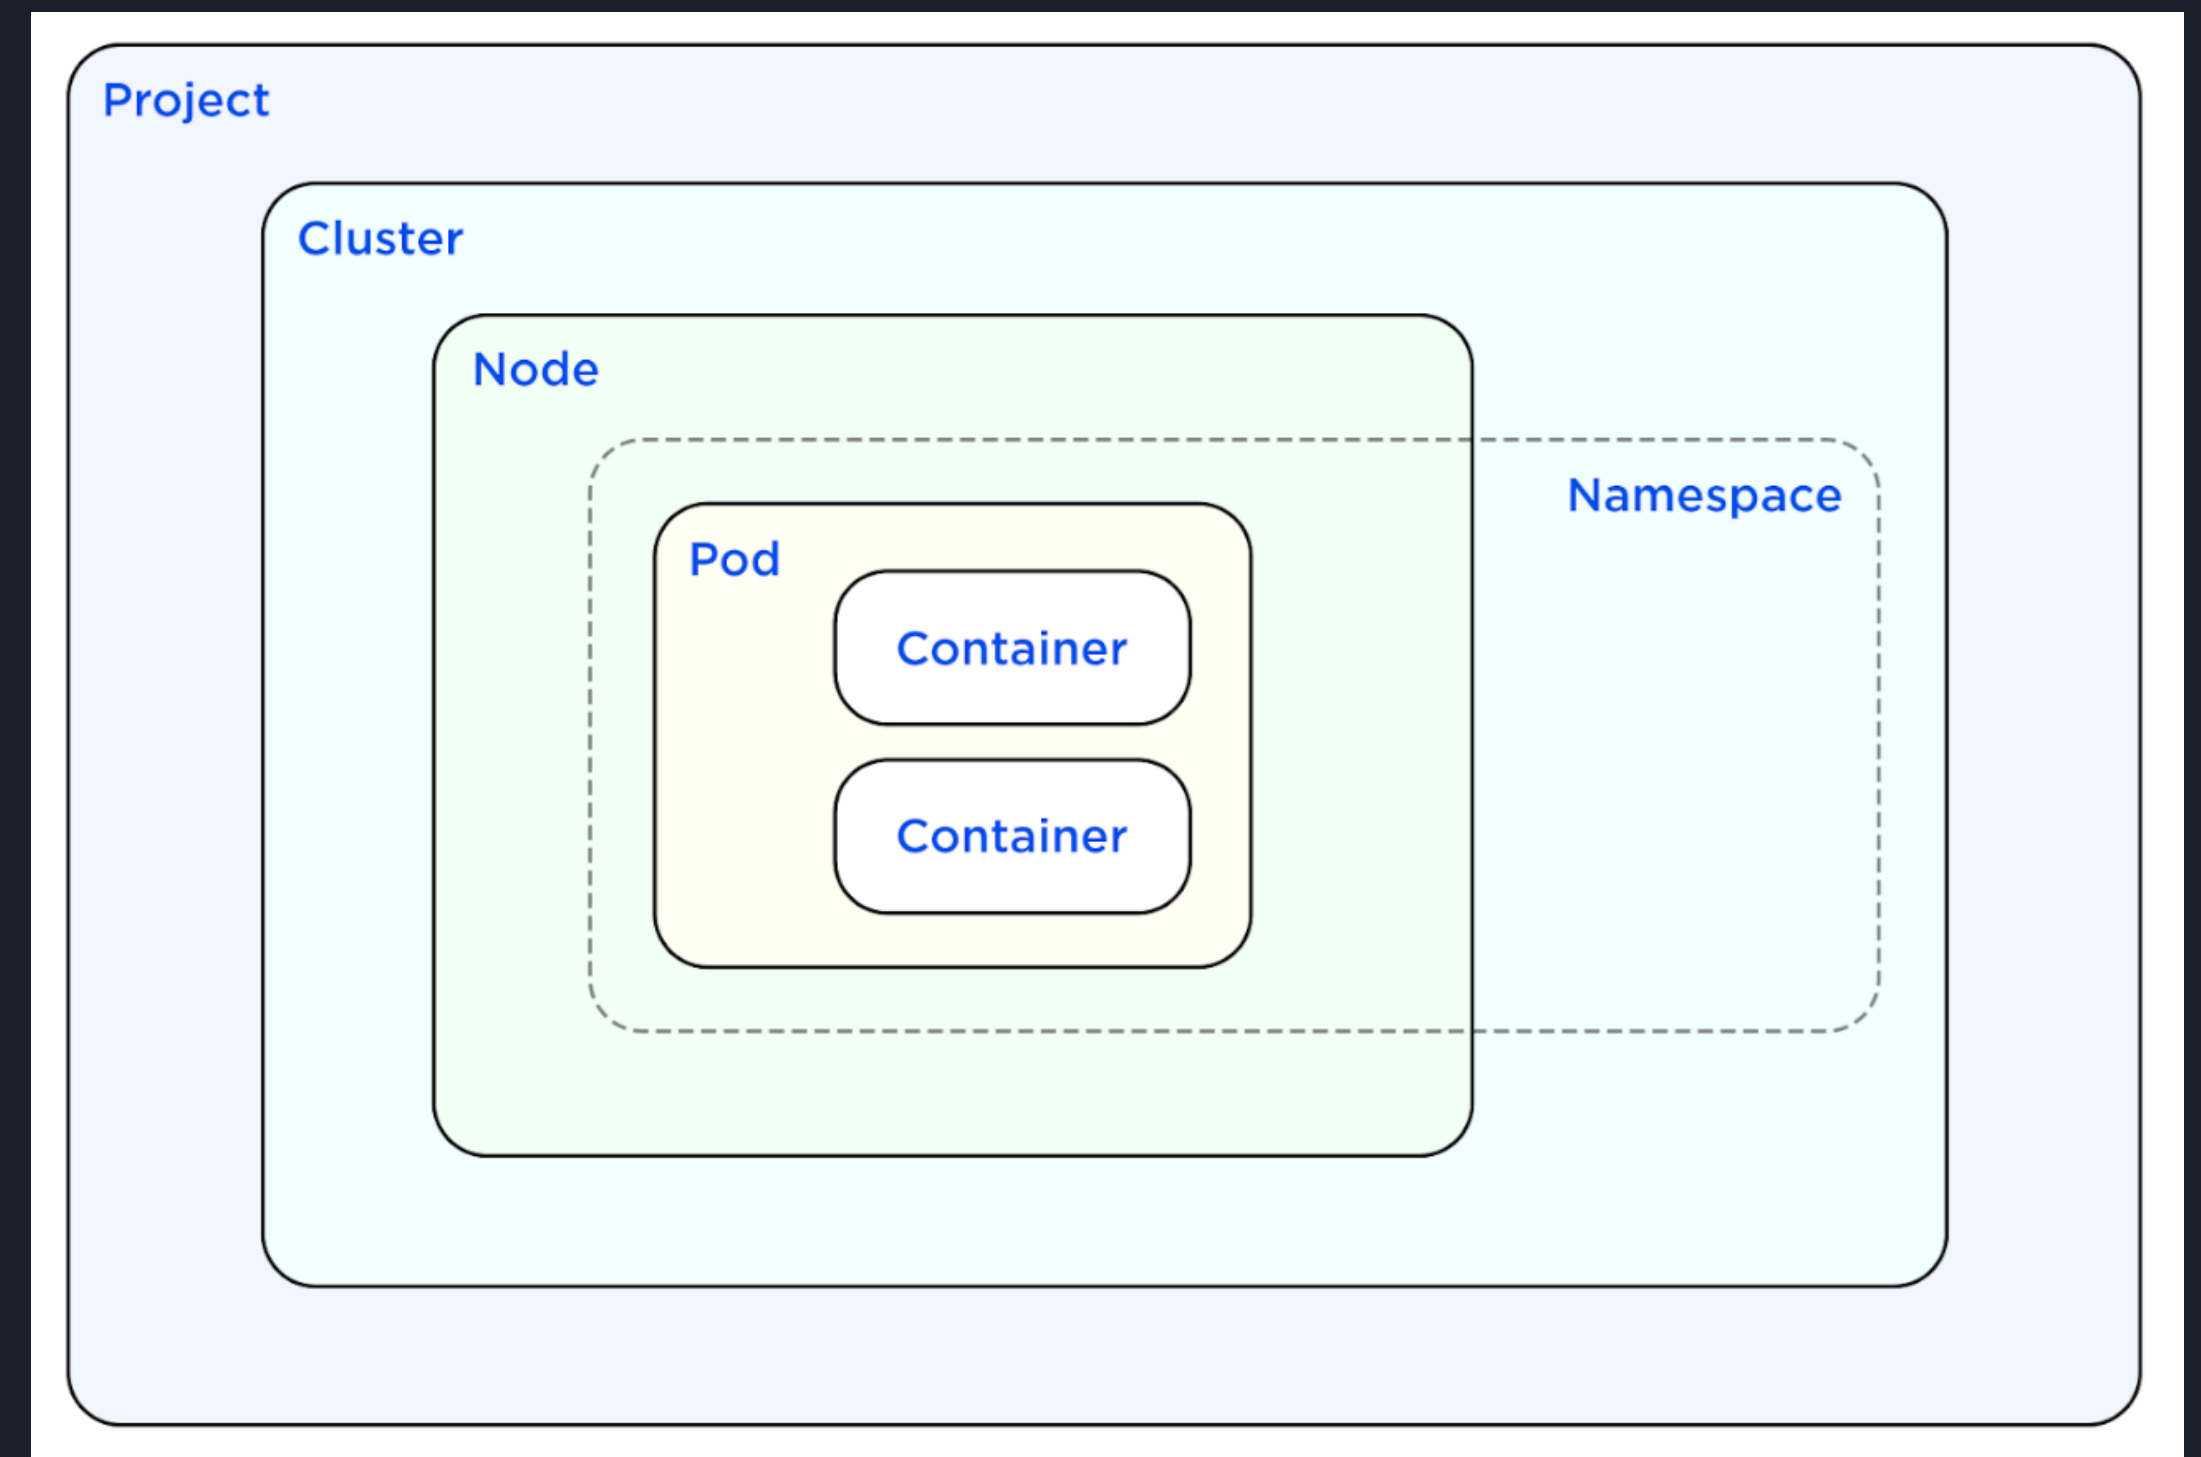 Project
Cluster
Node
Namespace
Pod
Container
Container